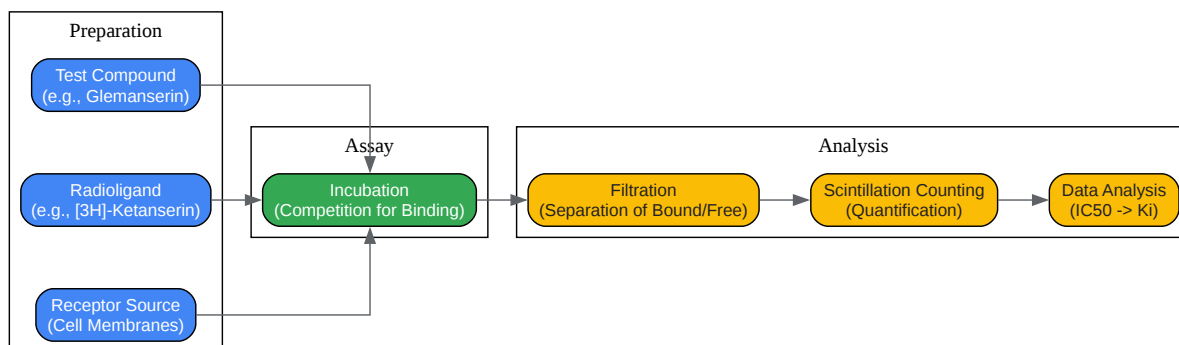 Preparation
Test Compound
(e.g., Glemanserin)
Radioligand
(e.g., [3H]-Ketanserin)
Receptor Source
(Cell Membranes)
Assay
Incubation
(Competition for Binding)
Analysis
Filtration
(Separation of Bound/Free)
Scintillation Counting
(Quantification)
Data Analysis
(IC50 -> Ki)